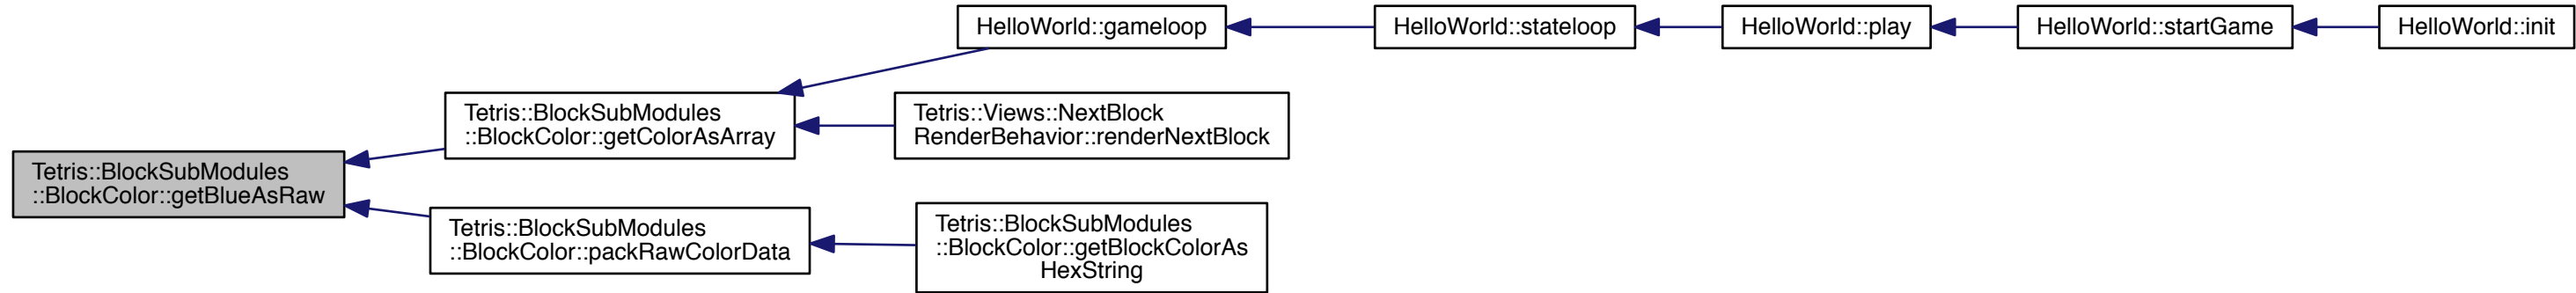 HelloWorld::gameloop
HelloWorld::stateloop
HelloWorld::play
HelloWorld::startGame
HelloWorld::init
Tetris::BlockSubModules
::BlockColor::getColorAsArray
Tetris::Views::NextBlock
RenderBehavior::renderNextBlock
Tetris::BlockSubModules
::BlockColor::getBlueAsRaw
Tetris::BlockSubModules
::BlockColor::packRawColorData
Tetris::BlockSubModules
::BlockColor::getBlockColorAs
HexString